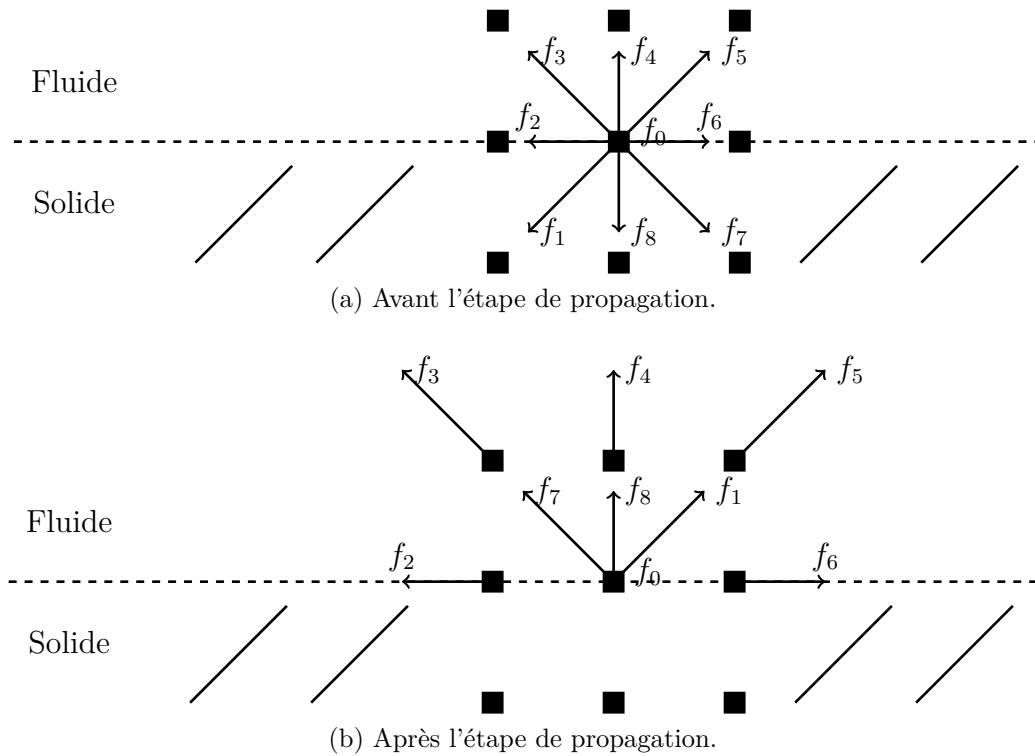 f₃ f₄ f₅
Fluide
f₂ f₀ f₆
Solide
f₁ f₈ f₇
(a) Avant l'étape de propagation.
f₃ f₄ f₅
f₇ f₈ f₁
Fluide
f₂ f₀ f₆
Solide
(b) Après l'étape de propagation.